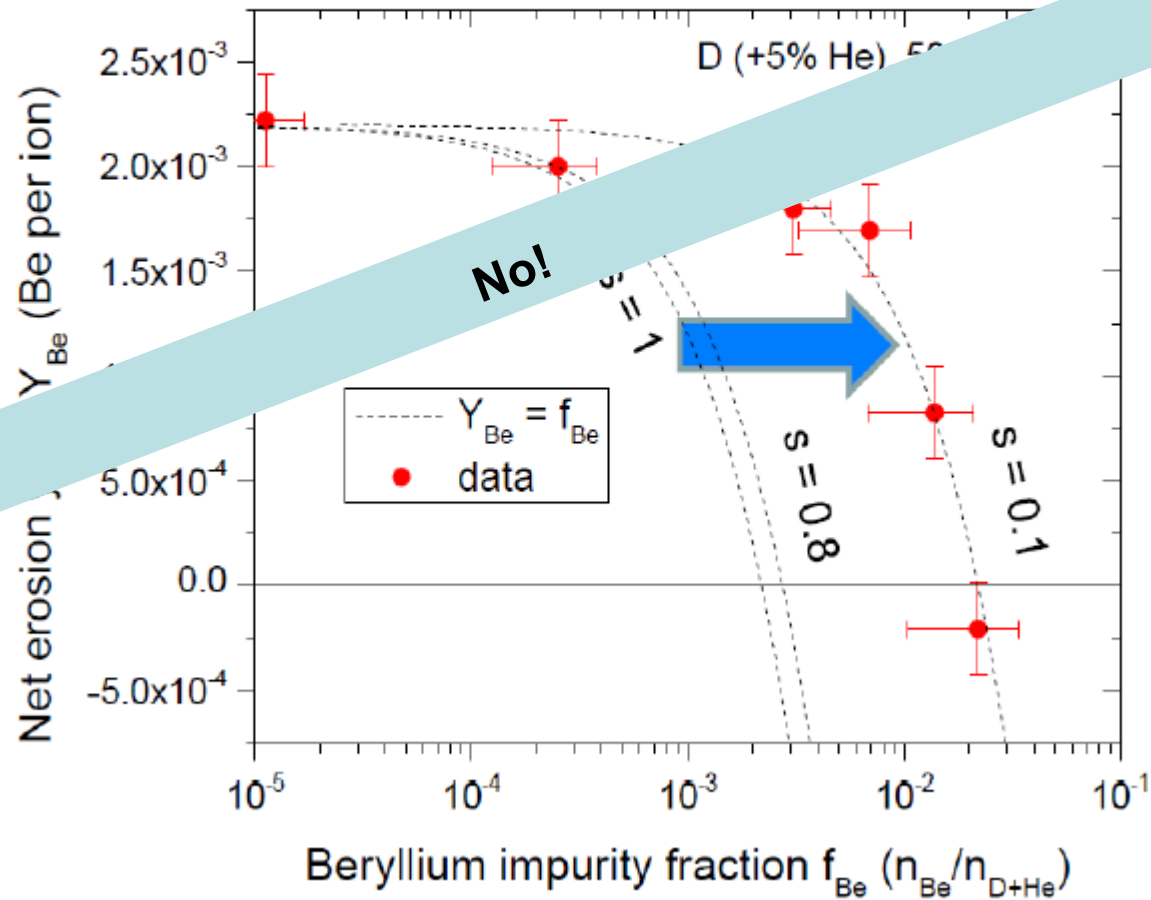 D (+5% He)
2.5x10⁻³
2.0x10⁻³
1.5x10⁻³
5.0x10⁻⁴
0.0
-5.0x10⁻⁴
Net erosion
Y_Be (Be per ion)
No!
s = 1
s = 0.8
s = 0.1
Y_Be = f_Be
data
10⁻⁵ 10⁻⁴ 10⁻³ 10⁻² 10⁻¹
Beryllium impurity fraction f_Be (n_Be/n_D+He)